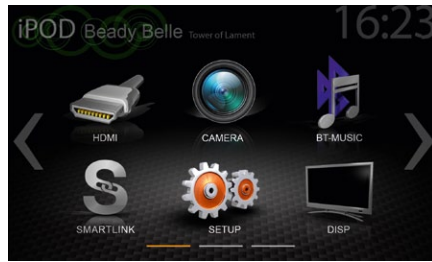 iPOD Beady Belle Tower of Lament 16:23
HDMI CAMERA BT-MUSIC
SMARTLINK SETUP DISP